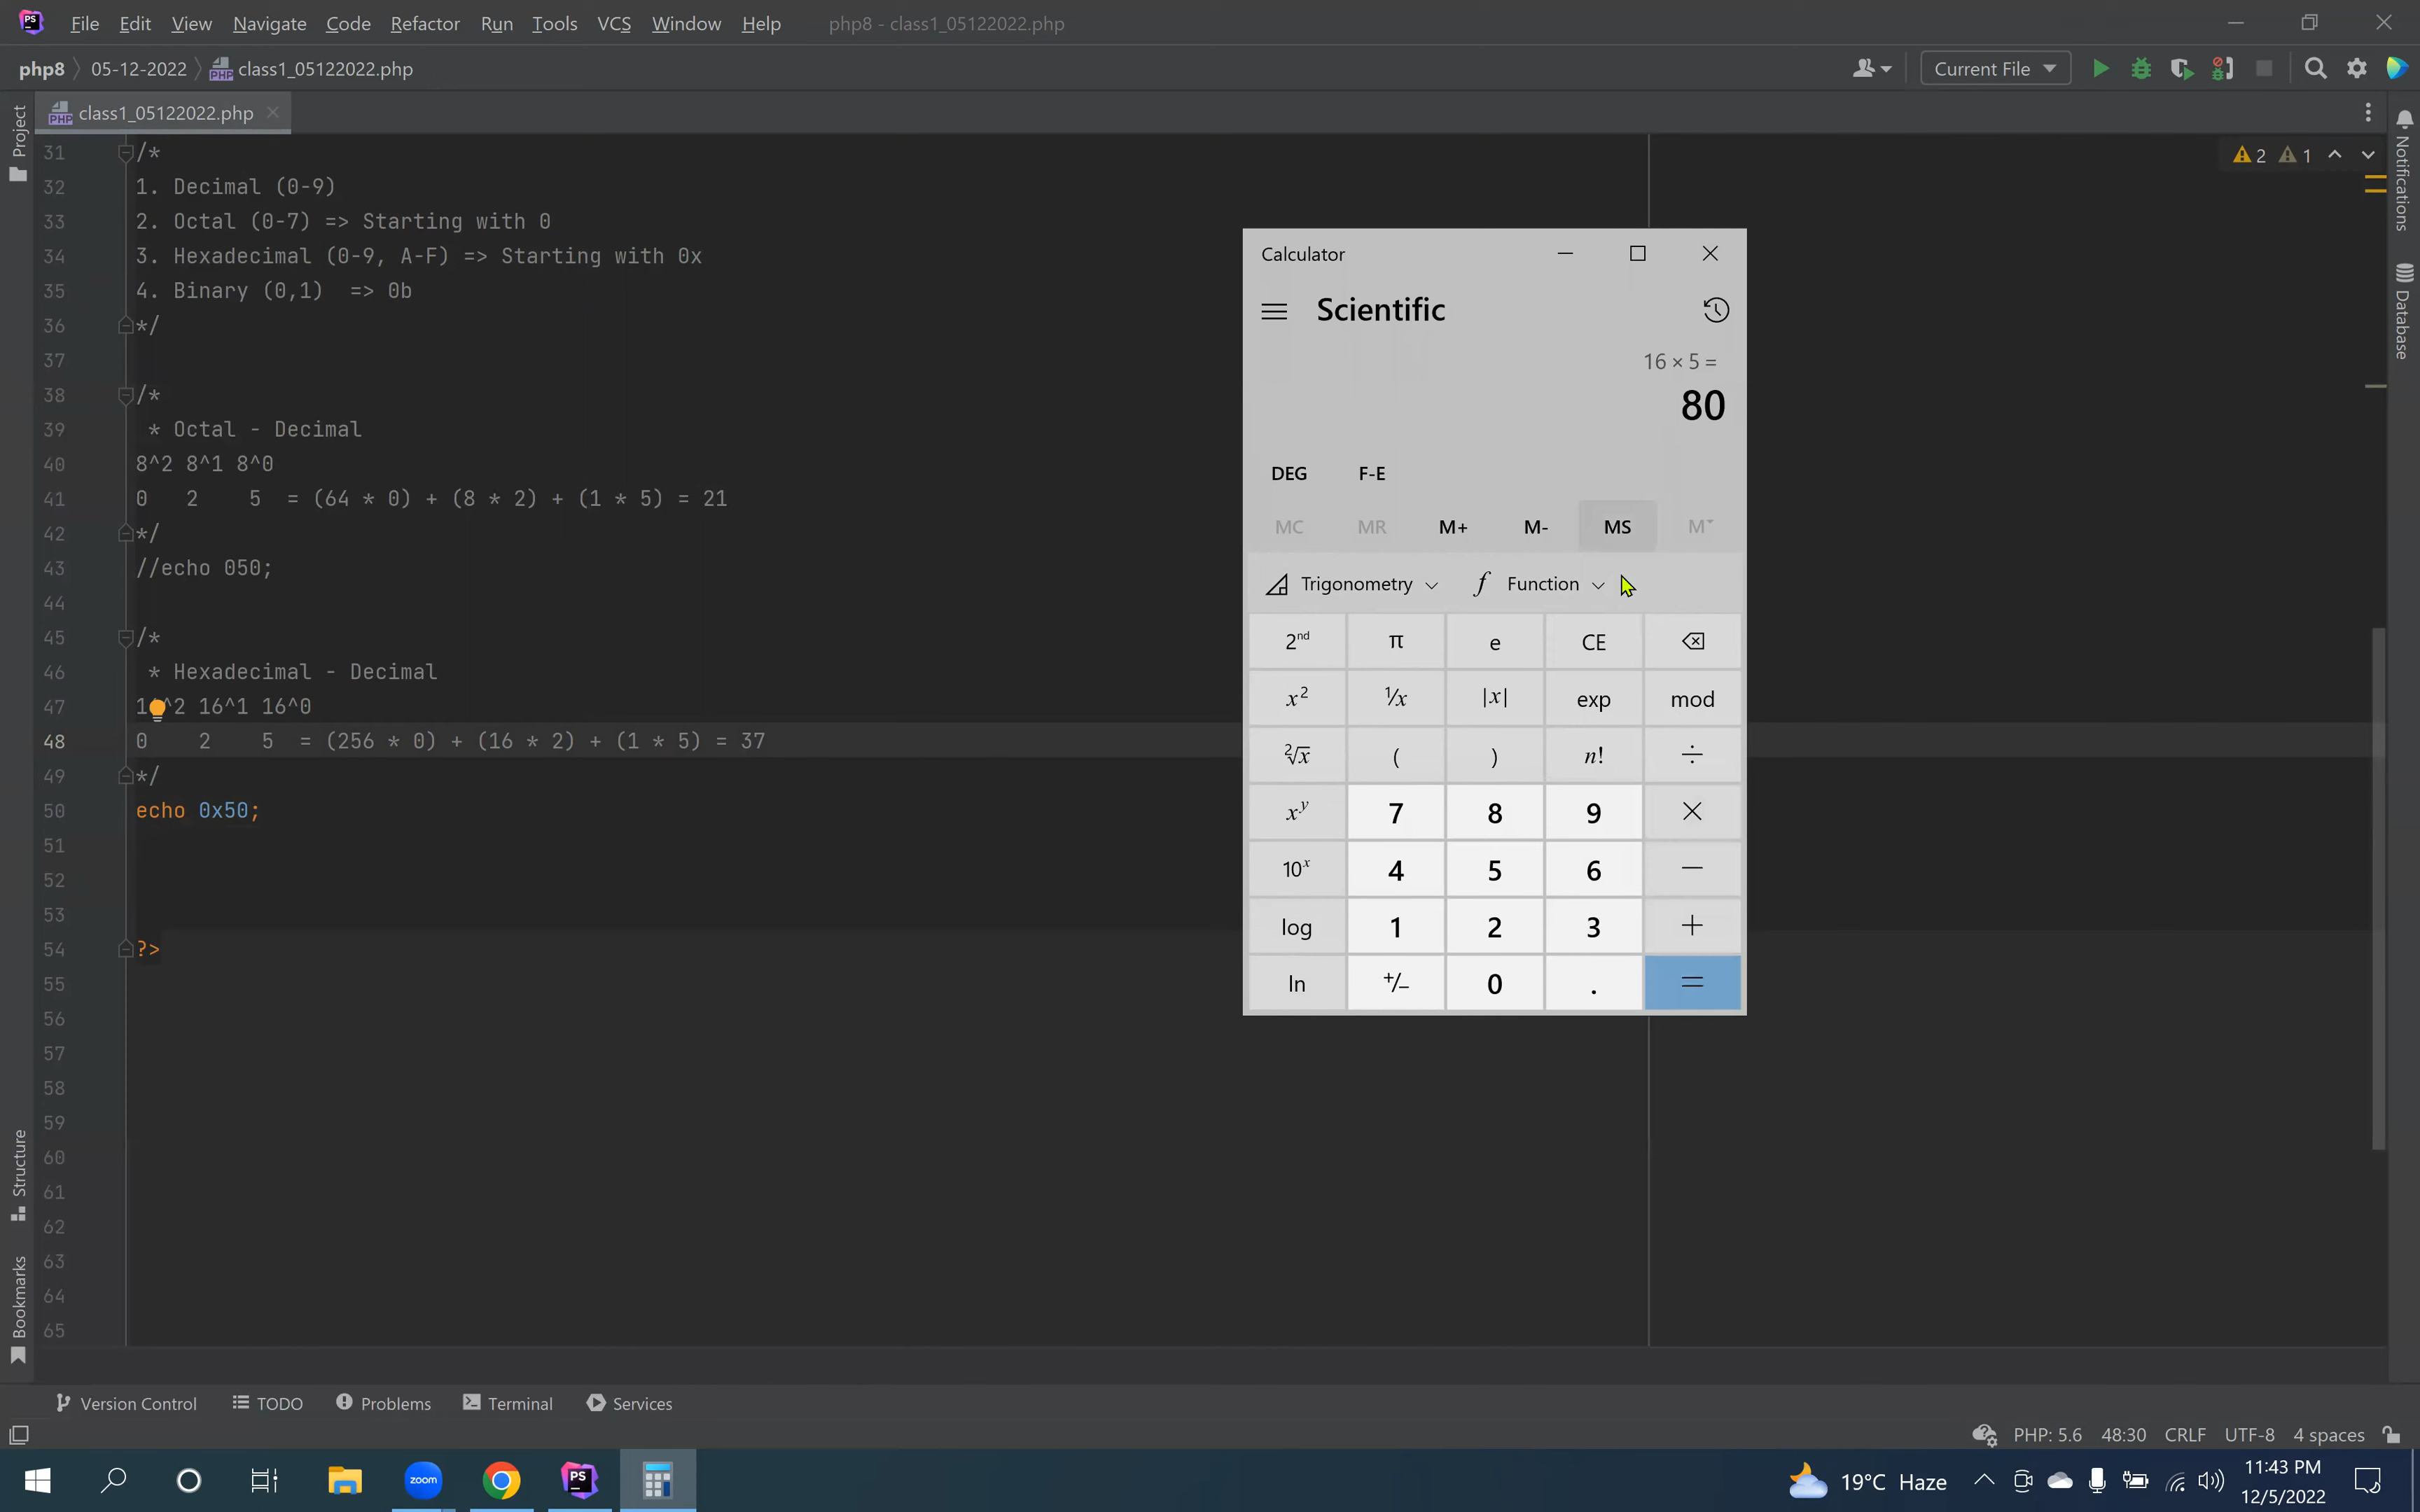 PS File Edit View Navigate Code Refactor Run Tools VCS Window Help php8 - class1_05122022.php
php8 05-12-2022 class1_05122022.php Current File
class1_05122022.php
Project
Notifications
Database
Structure
Bookmarks
2 1
31 /*
32 1. Decimal (0-9)
33 2. Octal (0-7) => Starting with 0
34 3. Hexadecimal (0-9, A-F) => Starting with 0x
35 4. Binary (0,1) => 0b
36 */
37
38 /*
39 * Octal - Decimal
40 8^2 8^1 8^0
41 0 2 5 = (64 * 0) + (8 * 2) + (1 * 5) = 21
42 */
43 //echo 050;
44
45 /*
46 * Hexadecimal - Decimal
47 1 ^2 16^1 16^0
48 0 2 5 = (256 * 0) + (16 * 2) + (1 * 5) = 37
49 */
50 echo 0x50;
51
52
53
54 ?>
55
56
57
58
59
60
61
62
63
64
65
Calculator
Scientific
16 × 5 =
80
DEG F-E
MC MR M+ M- MS M˅
Trigonometry f Function
2nd π e CE
x2 1/x |x| exp mod
2√x ( ) n! ÷
xy 7 8 9 ×
10x 4 5 6 −
log 1 2 3 +
ln +/− 0 . =
Version Control TODO Problems Terminal Services
PHP: 5.6 48:30 CRLF UTF-8 4 spaces
zoom PS 19°C Haze 11:43 PM
12/5/2022